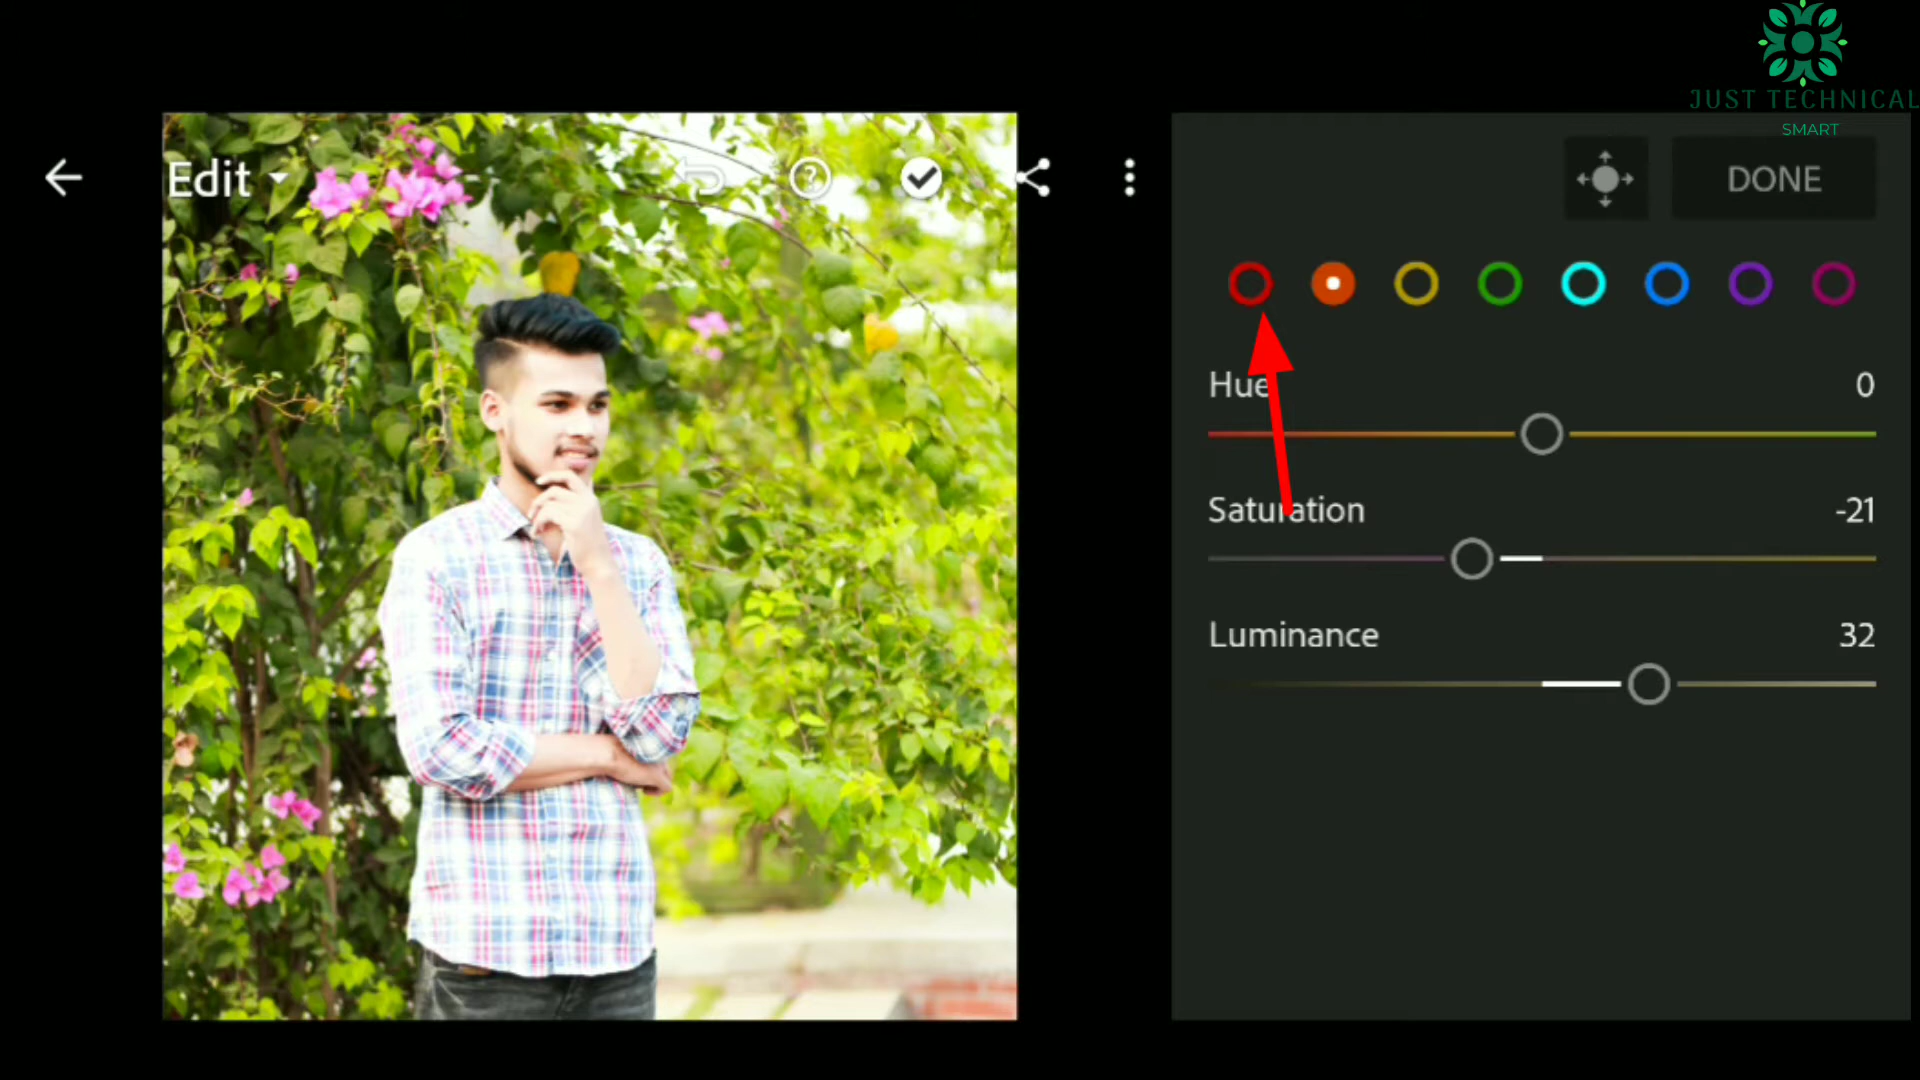 JUST TECHNICAL
SMART
Edit
DONE
Hue 0
Saturation -21
Luminance 32